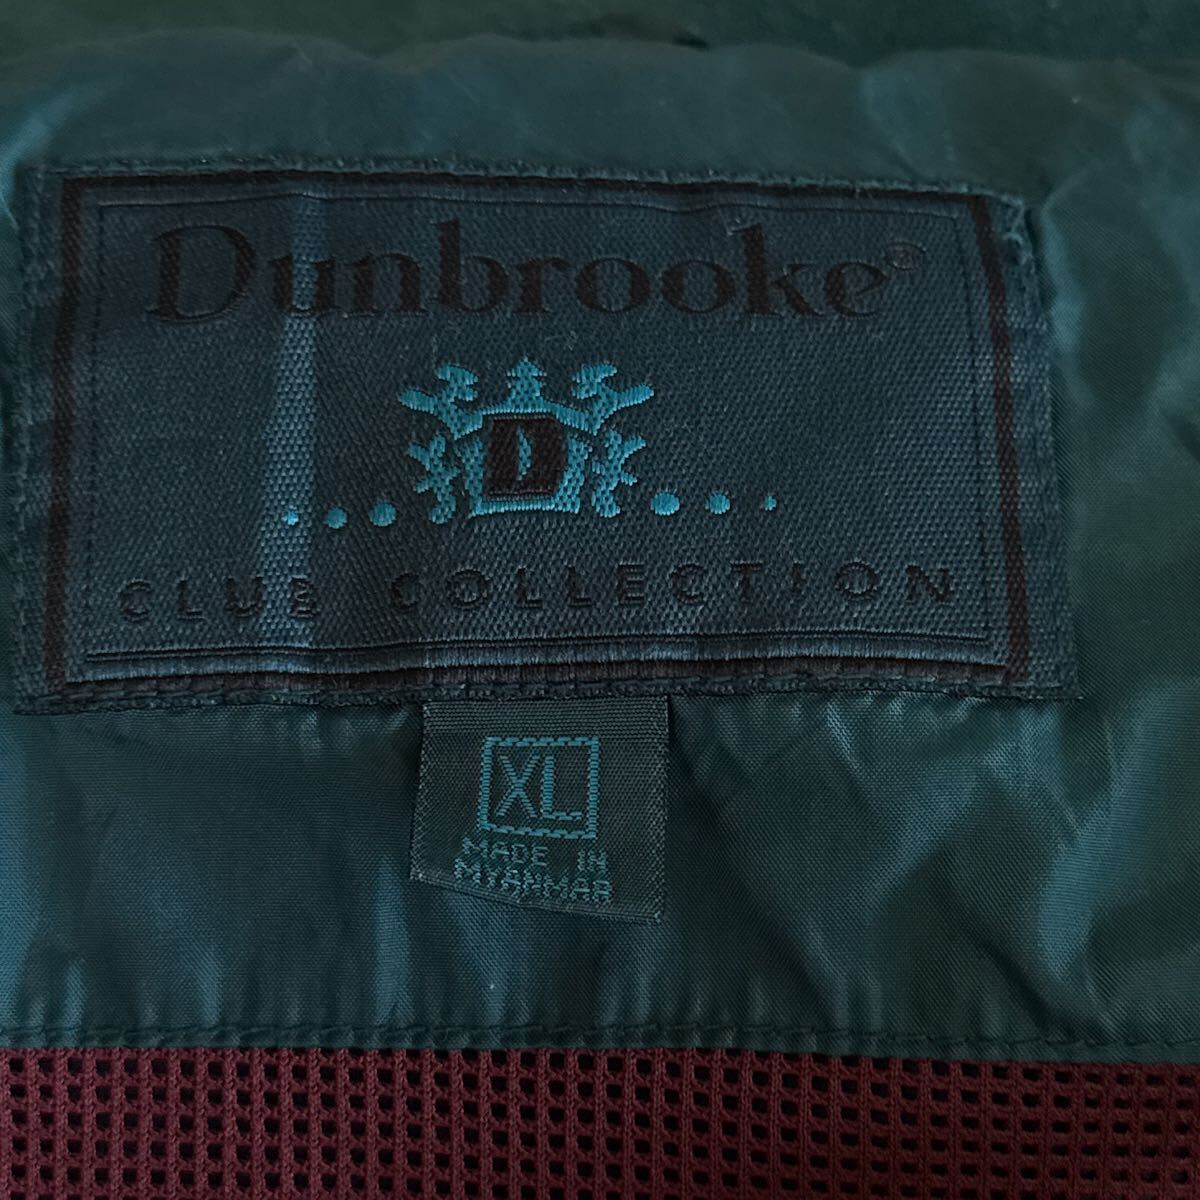 Dunbrooke®
D
CLUB COLLECTION
XL
MADE IN
MYANMAR